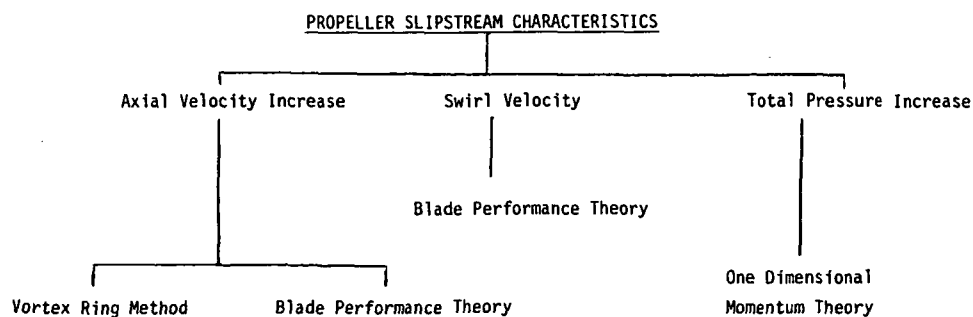 PROPELLER SLIPSTREAM CHARACTERISTICS
Axial Velocity Increase
Swirl Velocity
Total Pressure Increase
Blade Performance Theory
Vortex Ring Method
Blade Performance Theory
One Dimensional
Momentum Theory